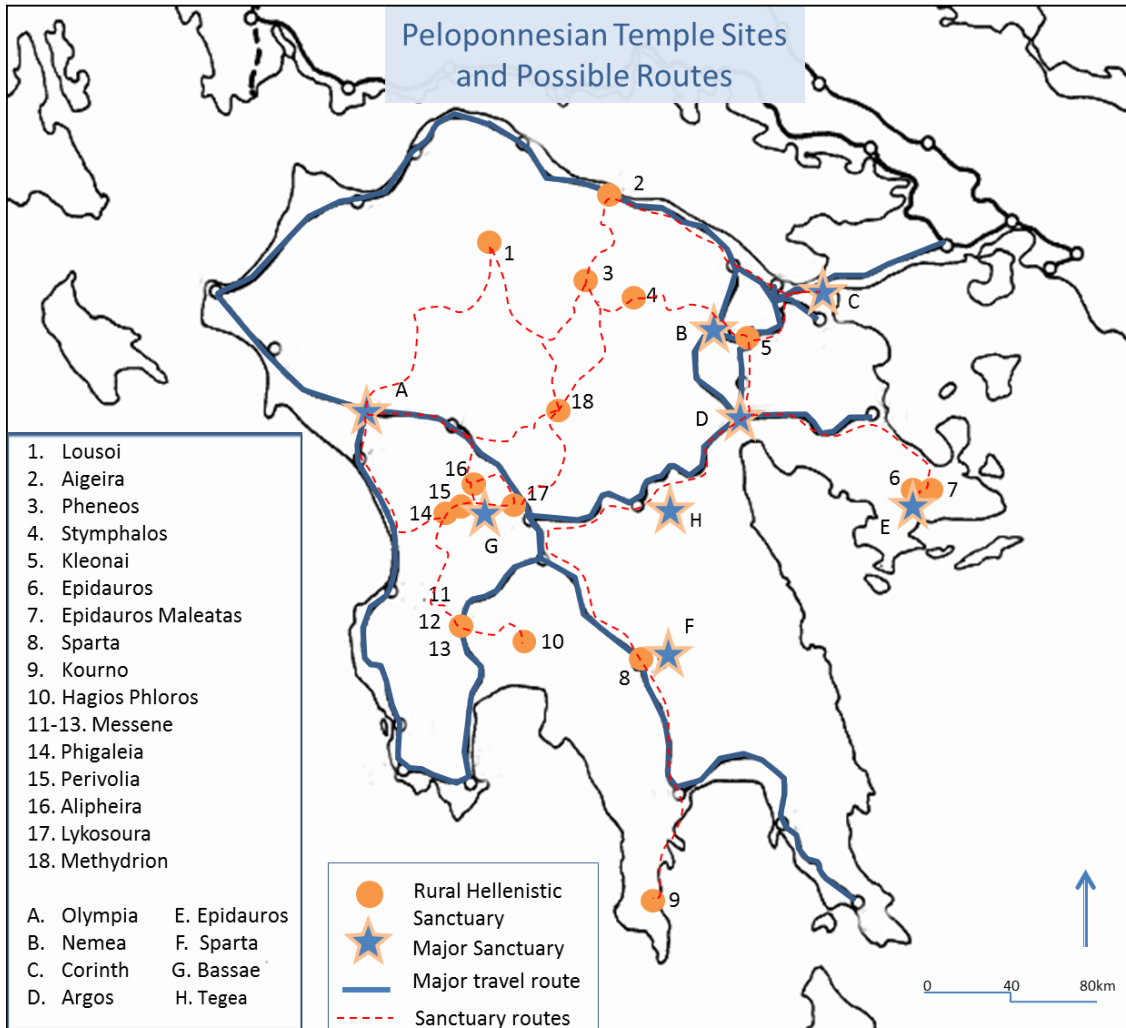 Peloponnesian Temple Sites
and Possible Routes
2
1
3
4
C
B
5
A
18
D
16
15
17
14
6
7
H
G
E
11
12
13
10
F
8
9
1. Lousoi
2. Aigeira
3. Pheneos
4. Stymphalos
5. Kleonai
6. Epidauros
7. Epidauros Maleatas
8. Sparta
9. Kourno
10. Hagios Phloros
11-13. Messene
14. Phigaleia
15. Perivolia
16. Alipheira
17. Lykosoura
18. Methydrion
A. Olympia E. Epidauros
B. Nemea F. Sparta
C. Corinth G. Bassae
D. Argos H. Tegea
Rural Hellenistic
Sanctuary
Major Sanctuary
Major travel route
Sanctuary routes
0 40 80km